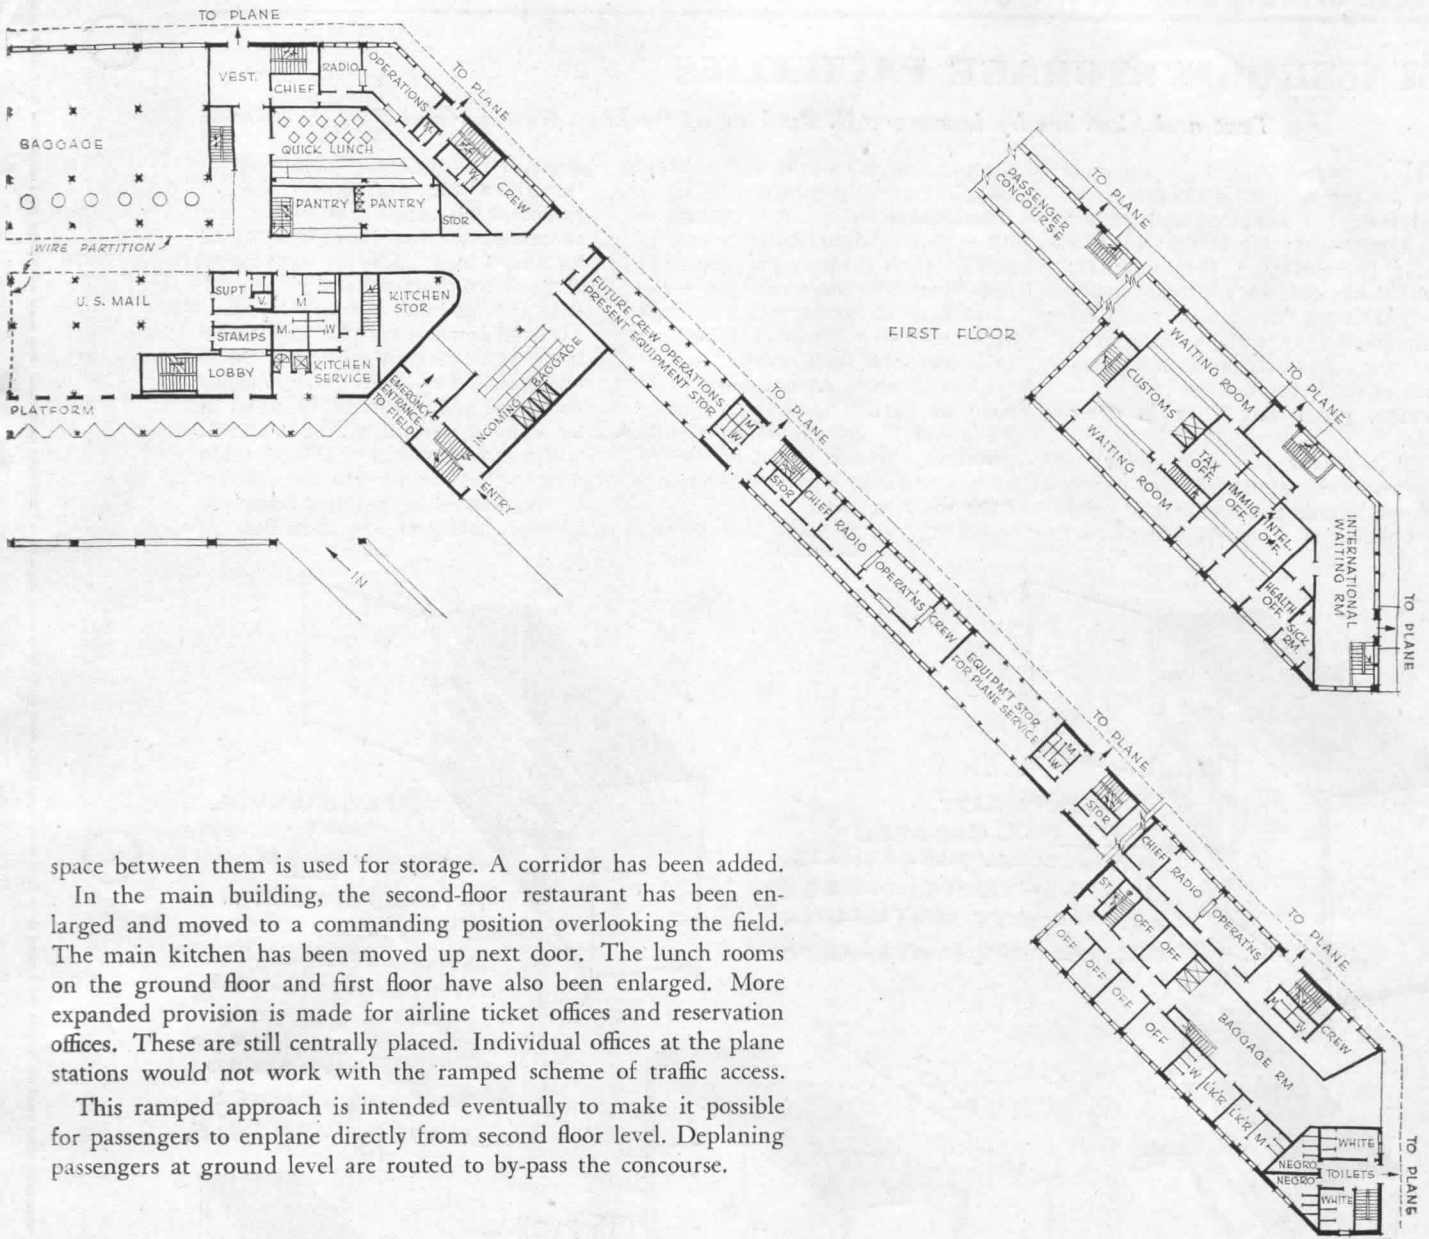 TO PLANE
VEST.
CHIEF
RADIO
OPERATIONS
TO PLANE
M
W
CREW
BAGGAGE
QUICK LUNCH
PANTRY
PANTRY
STOR
WIRE PARTITION
U. S. MAIL
SUPT
V.
M
STAMPS
M.
W
LOBBY
KITCHEN
STOR
KITCHEN
SERVICE
PLATFORM
EMERGNCY
ENTRANCE
TO FIELD
INCOMING BAGGAGE
ENTRY
IN
FUTURE CREW OPERATIONS
PRESENT EQUIPMENT STOR
M
W
TO PLANE
STOR
CHIEF
RADIO
OPERAT'NS
CREW
EQUIPM'T STOR
FOR PLANE SERVICE
M
W
TO PLANE
STOR
FIRST FLOOR
PASSENGER
CONCOURSE
TO PLANE
WAITING ROOM
CUSTOMS
WAITING ROOM
TO PLANE
TAX
OFF.
IMMIG.
OFF.
INTEL.
OFF.
HEALTH
OFF.
SICK
RM.
INTERNATIONAL
WAITING RM
TO PLANE
CHIEF
RADIO
OPERAT'NS
TO PLANE
ST
OFF
OFF
OFF
OFF
OFF
OFF
M
W
CREW
BAGGAGE RM
W
L'K'R
L'K'R
M
WHITE
NEGRO
TOILETS
NEGRO
WHITE
TO PLANE
space between them is used for storage. A corridor has been added.
In the main building, the second-floor restaurant has been en-
larged and moved to a commanding position overlooking the field.
The main kitchen has been moved up next door. The lunch rooms
on the ground floor and first floor have also been enlarged. More
expanded provision is made for airline ticket offices and reservation
offices. These are still centrally placed. Individual offices at the plane
stations would not work with the ramped scheme of traffic access.
This ramped approach is intended eventually to make it possible
for passengers to enplane directly from second floor level. Deplaning
passengers at ground level are routed to by-pass the concourse.